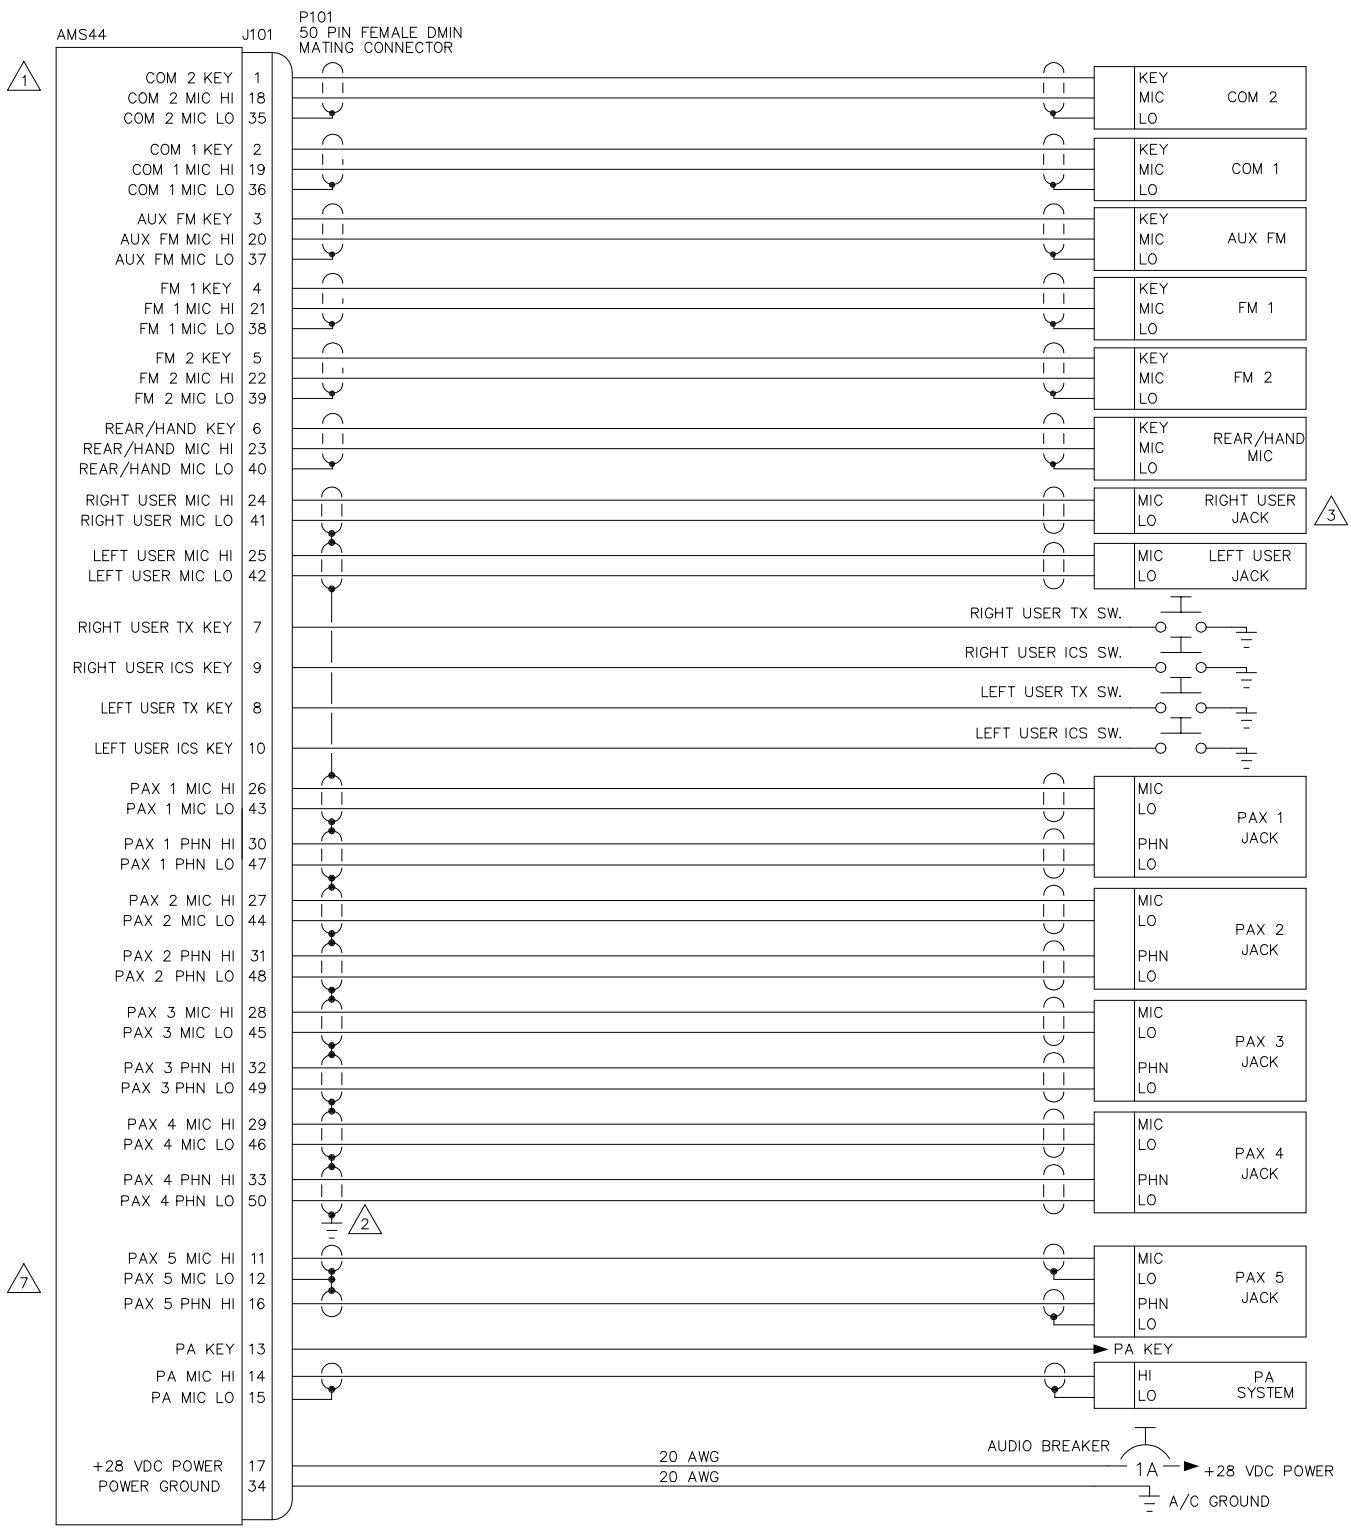 P101
AMS44 J101 50 PIN FEMALE DMIN
MATING CONNECTOR
1 COM 2 KEY 1 KEY
COM 2 MIC HI 18 MIC COM 2
COM 2 MIC LO 35 LO
COM 1 KEY 2 KEY
COM 1 MIC HI 19 MIC COM 1
COM 1 MIC LO 36 LO
AUX FM KEY 3 KEY
AUX FM MIC HI 20 MIC AUX FM
AUX FM MIC LO 37 LO
FM 1 KEY 4 KEY
FM 1 MIC HI 21 MIC FM 1
FM 1 MIC LO 38 LO
FM 2 KEY 5 KEY
FM 2 MIC HI 22 MIC FM 2
FM 2 MIC LO 39 LO
REAR/HAND KEY 6 KEY
REAR/HAND MIC HI 23 MIC REAR/HAND
REAR/HAND MIC LO 40 LO MIC
RIGHT USER MIC HI 24 MIC RIGHT USER
RIGHT USER MIC LO 41 LO JACK 3
LEFT USER MIC HI 25 MIC LEFT USER
LEFT USER MIC LO 42 LO JACK
RIGHT USER TX SW.
RIGHT USER TX KEY 7
RIGHT USER ICS SW.
RIGHT USER ICS KEY 9
LEFT USER TX SW.
LEFT USER TX KEY 8
LEFT USER ICS SW.
LEFT USER ICS KEY 10
PAX 1 MIC HI 26 MIC
PAX 1 MIC LO 43 LO
PAX 1
JACK
PAX 1 PHN HI 30 PHN
PAX 1 PHN LO 47 LO
PAX 2 MIC HI 27 MIC
PAX 2 MIC LO 44 LO
PAX 2
JACK
PAX 2 PHN HI 31 PHN
PAX 2 PHN LO 48 LO
PAX 3 MIC HI 28 MIC
PAX 3 MIC LO 45 LO
PAX 3
JACK
PAX 3 PHN HI 32 PHN
PAX 3 PHN LO 49 LO
PAX 4 MIC HI 29 MIC
PAX 4 MIC LO 46 LO
PAX 4
JACK
PAX 4 PHN HI 33 PHN
PAX 4 PHN LO 50 LO
2
PAX 5 MIC HI 11 MIC
7 PAX 5 MIC LO 12 LO PAX 5
JACK
PAX 5 PHN HI 16 PHN
LO
PA KEY 13 PA KEY
PA MIC HI 14 HI PA
PA MIC LO 15 LO SYSTEM
AUDIO BREAKER
20 AWG
+28 VDC POWER 17 1A +28 VDC POWER
20 AWG
POWER GROUND 34
A/C GROUND